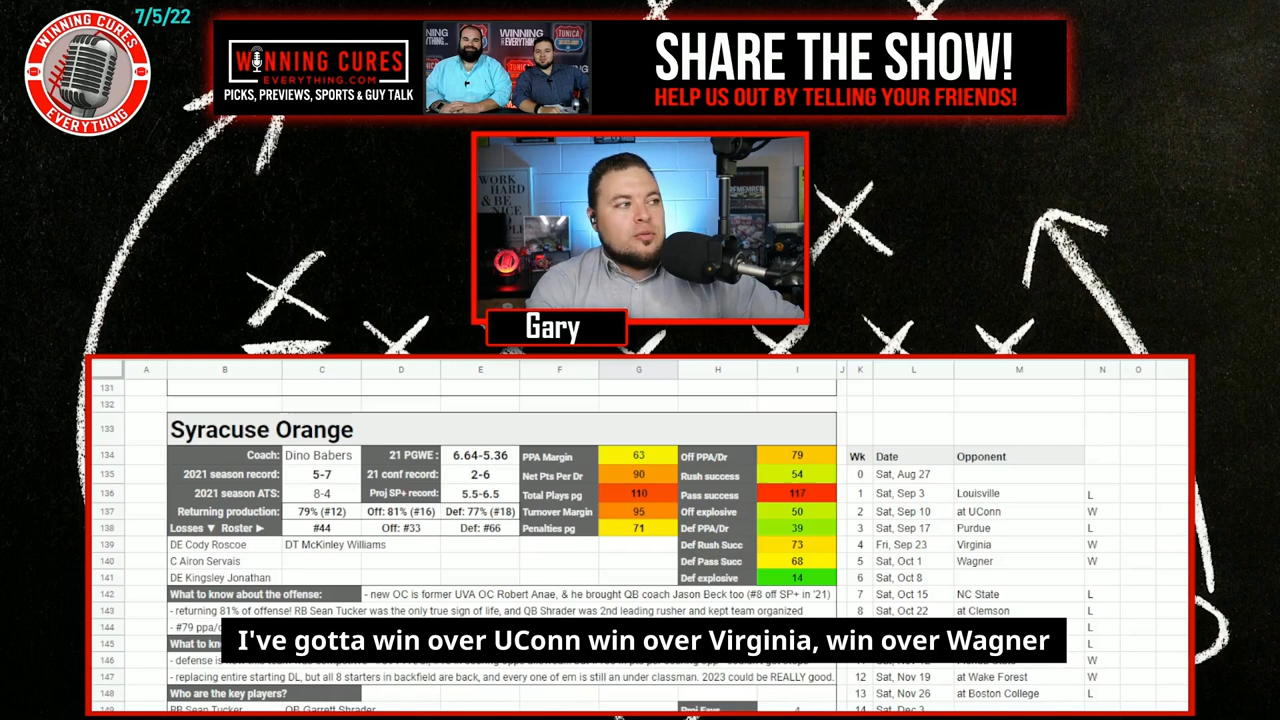 7/5/22
WINNING CURES
EVERYTHING
WINNING CURES
EVERYTHING.COM
PICKS, PREVIEWS, SPORTS & GUY TALK
SHARE THE SHOW!
HELP US OUT BY TELLING YOUR FRIENDS!
WORK
HARD
& BE
NICE
Gary
A B C D E F G H I J K L M N O
131
132
133 Syracuse Orange
134 Coach: Dino Babers 21 PGWE : 6.64-5.36 PPA Margin 63 Off PPA/Dr 79 Wk Date Opponent
135 2021 season record: 5-7 21 conf record: 2-6 Net Pts Per Dr 90 Rush success 54 0 Sat, Aug 27
136 2021 season ATS: 8-4 Proj SP+ record: 5.5-6.5 Total Plays pg 110 Pass success 117 1 Sat, Sep 3 Louisville L
137 Returning production: 79% (#12) Off: 81% (#16) Def: 77% (#18) Turnover Margin 95 Off explosive 50 2 Sat, Sep 10 at UConn W
138 Losses ▼ Roster ► #44 Off: #33 Def: #66 Penalties pg 71 Def PPA/Dr 39 3 Sat, Sep 17 Purdue L
139 DE Cody Roscoe DT McKinley Williams Def Rush Succ 73 4 Fri, Sep 23 Virginia W
140 C Airon Servais Def Pass Succ 68 5 Sat, Oct 1 Wagner W
141 DE Kingsley Jonathan Def explosive 14 6 Sat, Oct 8
142 What to know about the offense: - new OC is former UVA OC Robert Anae, & he brought QB coach Jason Beck too (#8 off SP+ in '21) 7 Sat, Oct 15 NC State L
143 - returning 81% of offense! RB Sean Tucker was the only true sign of life, and QB Shrader was 2nd leading rusher and kept team organized 8 Sat, Oct 22 at Clemson L
144 - #79 ppa/d L
145 What to kn L
I've gotta win over UConn win over Virginia, win over Wagner
146 - defense is W
147 - replacing entire starting DL, but all 8 starters in backfield are back, and every one of em is still an under classman. 2023 could be REALLY good. 12 Sat, Nov 19 at Wake Forest W
148 Who are the key players? 13 Sat, Nov 26 at Boston College L
149 RB Sean Tucker QB Garrett Shrader Proj Favs 4 14 Sat, Dec 3